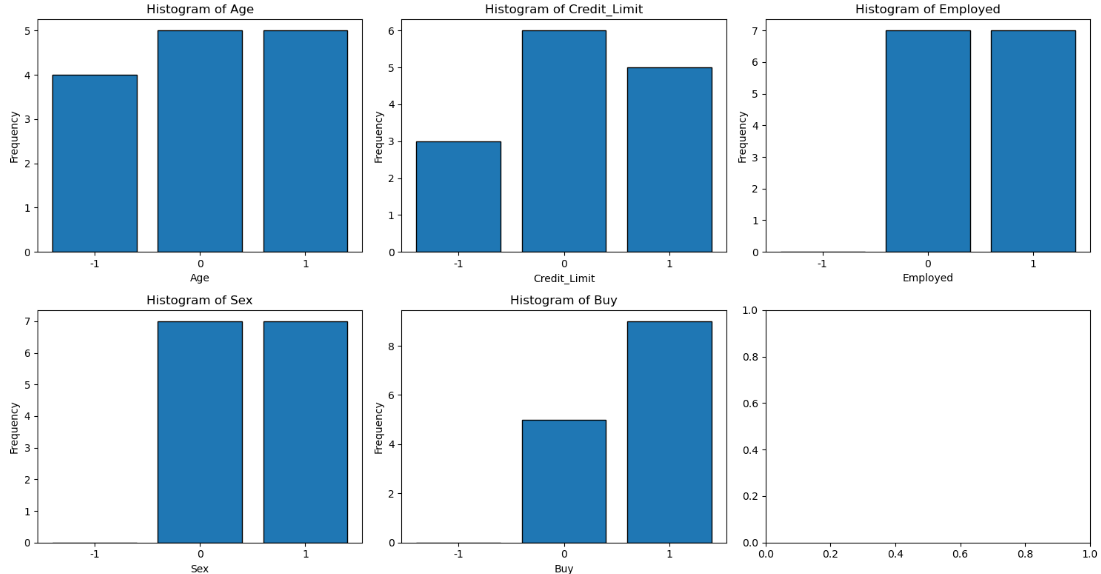 Histogram of Age
5
4
3
2
1
0
Frequency
-1 0 1
Age
Histogram of Credit_Limit
6
5
4
3
2
1
0
Frequency
-1 0 1
Credit_Limit
Histogram of Employed
7
6
5
4
3
2
1
0
Frequency
-1 0 1
Employed
Histogram of Sex
7
6
5
4
3
2
1
0
Frequency
-1 0 1
Sex
Histogram of Buy
8
6
4
2
0
Frequency
-1 0 1
Buy
1.0
0.8
0.6
0.4
0.2
0.0
0.0 0.2 0.4 0.6 0.8 1.0